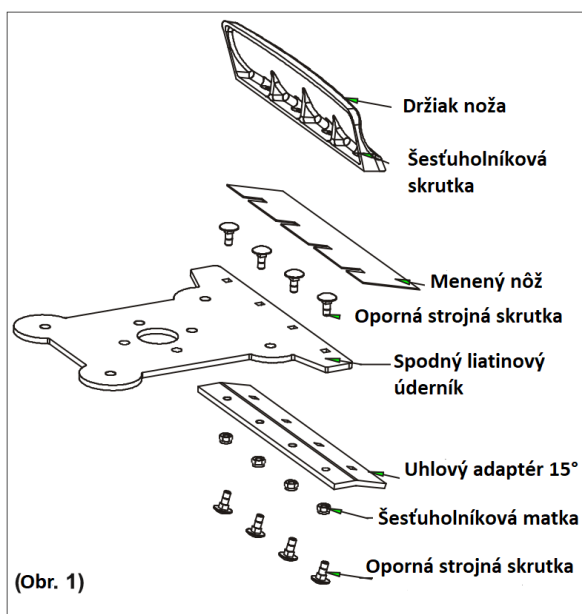 Držiak noža
Šesťuholníková
skrutka
Menený nôž
Oporná strojná skrutka
Spodný liatinový
úderník
Uhlový adaptér 15°
Šesťuholníková matka
Oporná strojná skrutka
(Obr. 1)